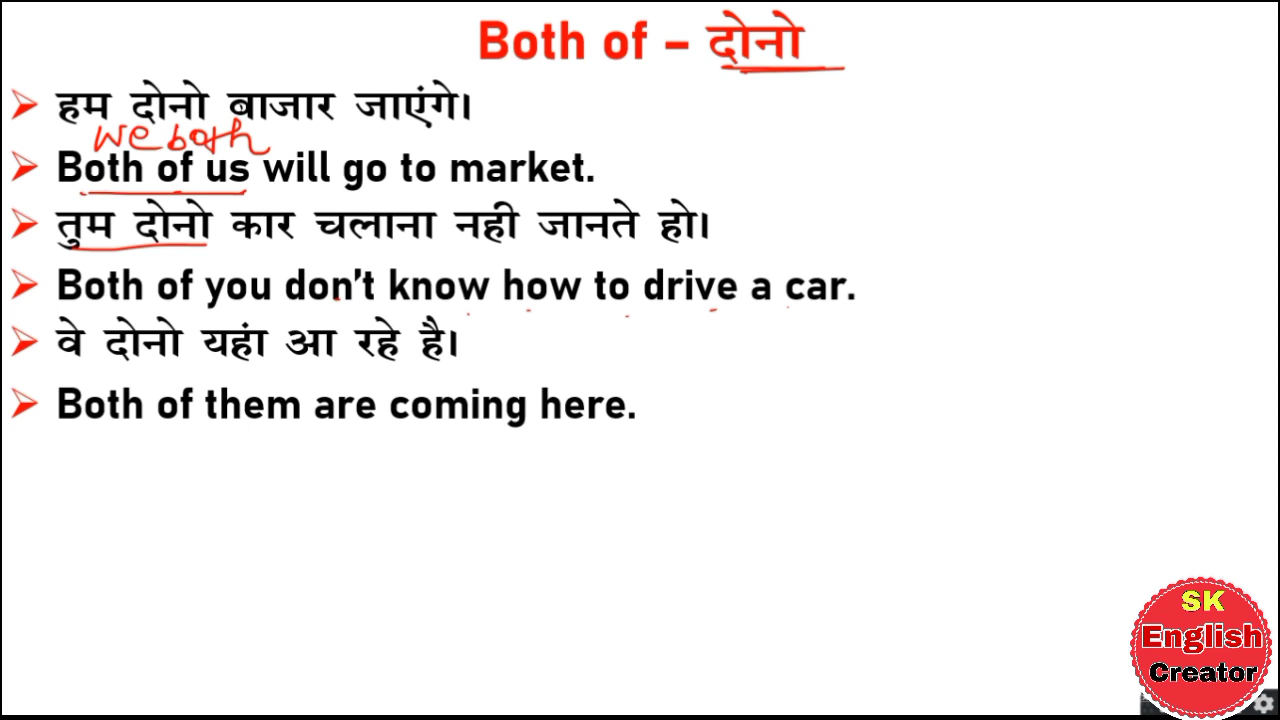 Both of – दोनो
हम दोनो बाजार जाएंगे।
we both
Both of us will go to market.
तुम दोनो कार चलाना नही जानते हो।
Both of you don't know how to drive a car.
वे दोनो यहां आ रहे है।
Both of them are coming here.
SK
English
Creator